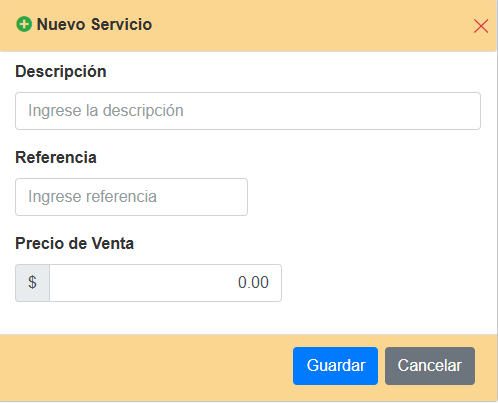 Nuevo Servicio
Descripción
Ingrese la descripción
Referencia
Ingrese referencia
Precio de Venta
$ 0.00
Guardar Cancelar